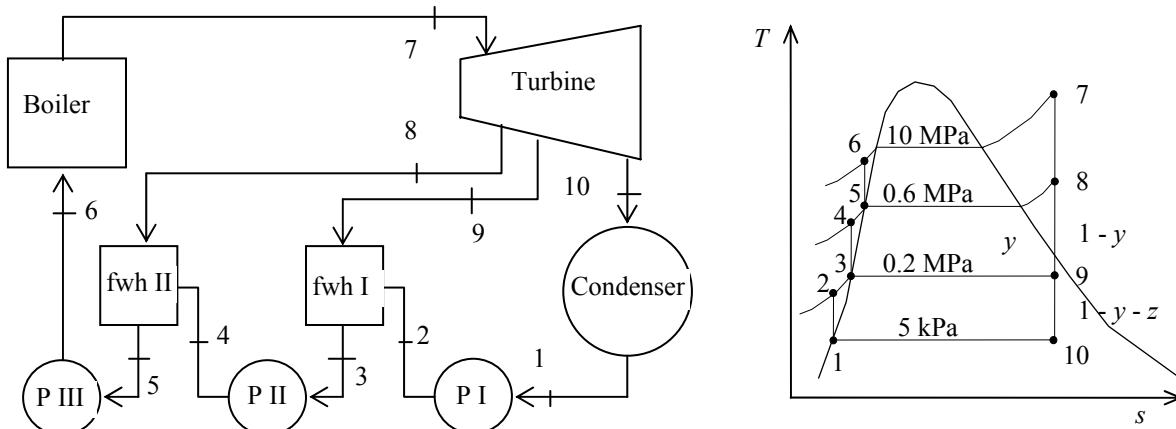 7
Turbine
Boiler
8
10
9
6
fwh II
fwh I
Condenser
4
2
5
3
1
P III
P II
P I
T
7
6
10 MPa
5
0.6 MPa
8
4
y
1 - y
3
0.2 MPa
9
2
1 - y - z
5 kPa
1
10
s